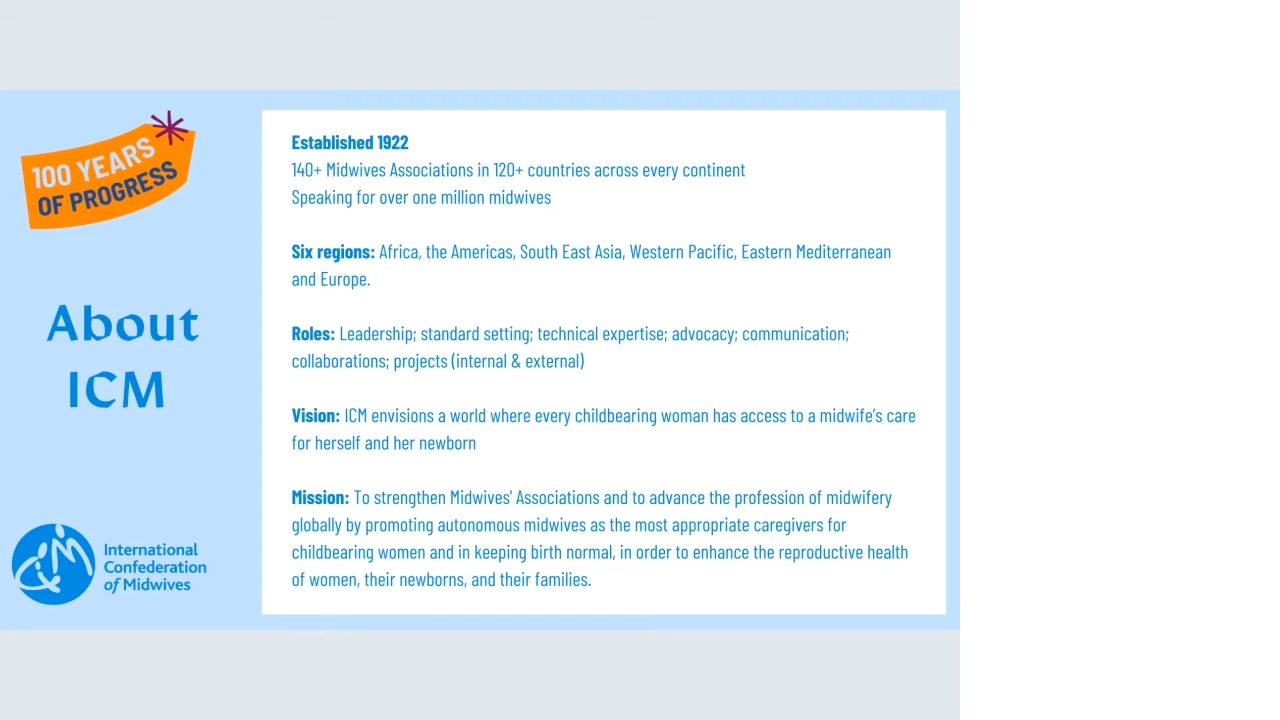 100 YEARS
OF PROGRESS
About
ICM
International
Confederation
of Midwives
Established 1922
140+ Midwives Associations in 120+ countries across every continent
Speaking for over one million midwives
Six regions: Africa, the Americas, South East Asia, Western Pacific, Eastern Mediterranean
and Europe.
Roles: Leadership; standard setting; technical expertise; advocacy; communication;
collaborations; projects (internal & external)
Vision: ICM envisions a world where every childbearing woman has access to a midwife’s care
for herself and her newborn
Mission: To strengthen Midwives' Associations and to advance the profession of midwifery
globally by promoting autonomous midwives as the most appropriate caregivers for
childbearing women and in keeping birth normal, in order to enhance the reproductive health
of women, their newborns, and their families.